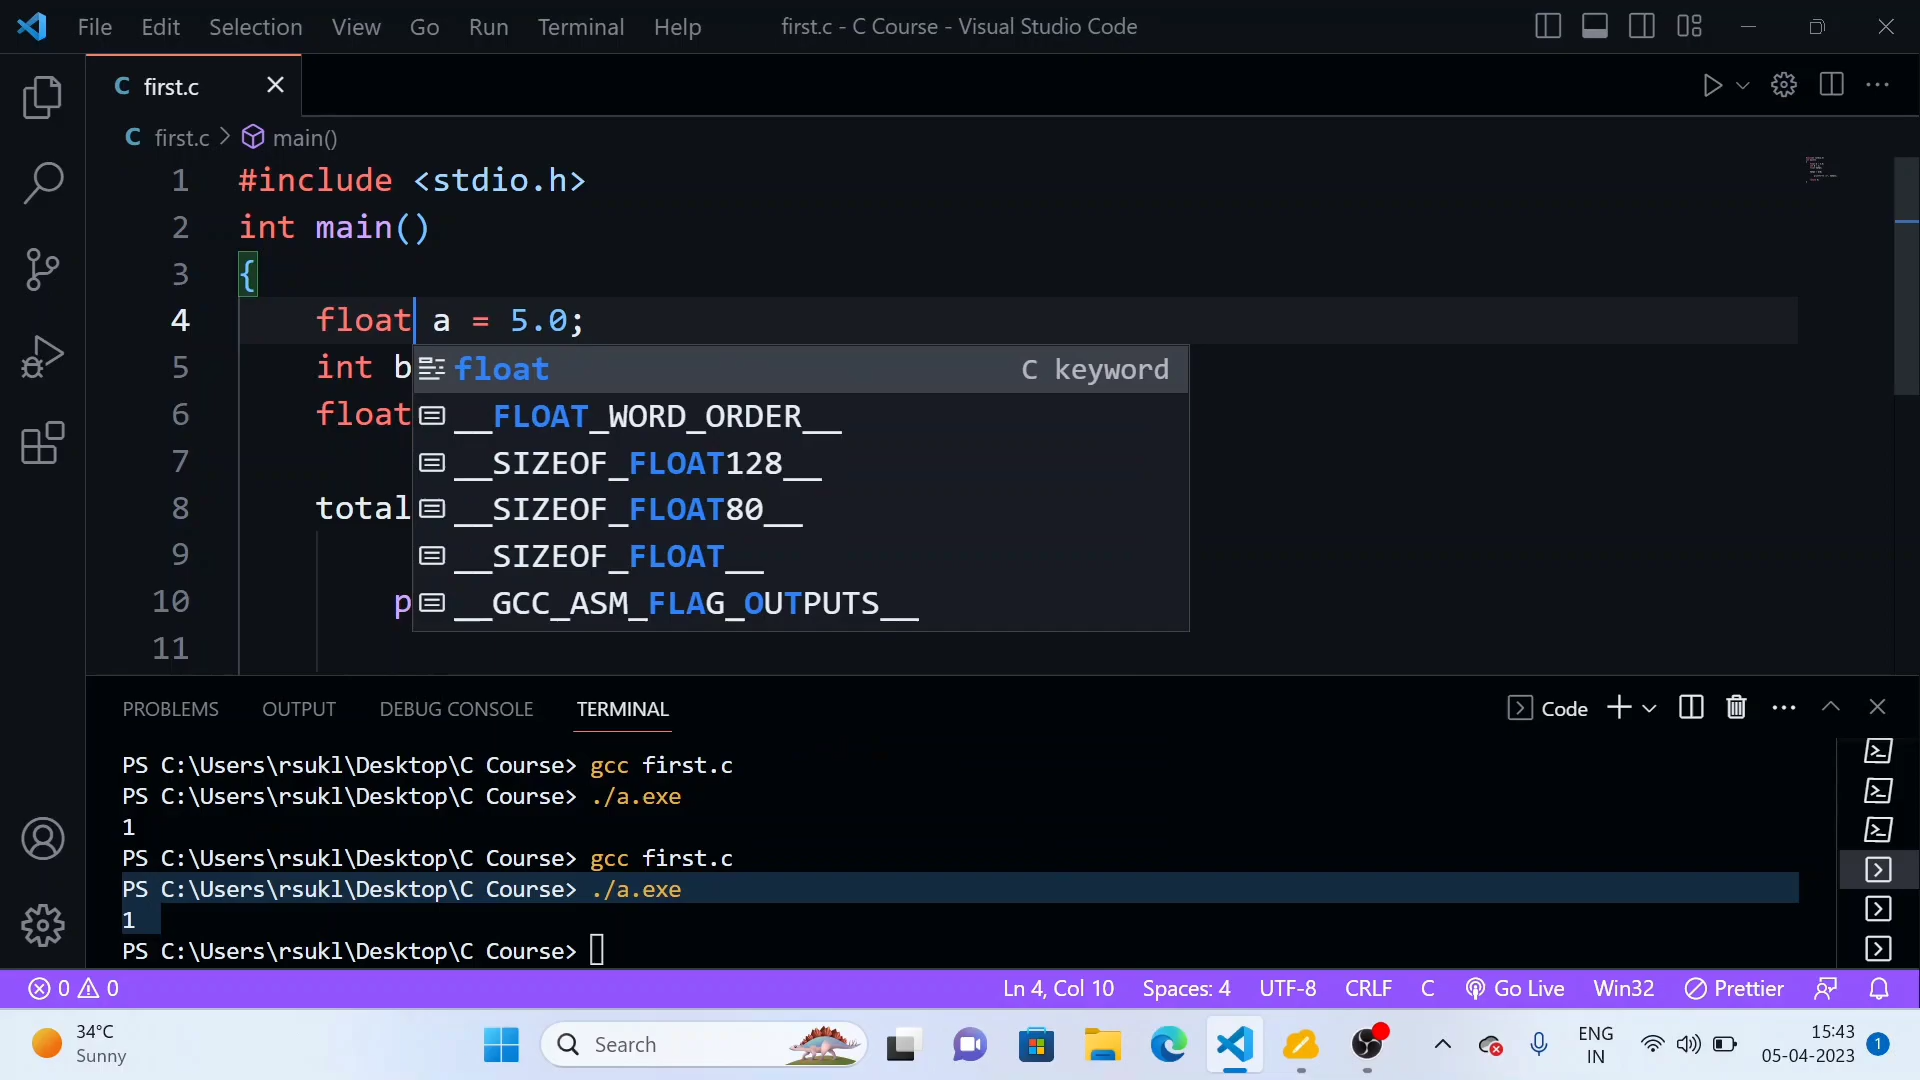 File Edit Selection View Go Run Terminal Help first.c - C Course - Visual Studio Code
C first.c
C first.c > main()
1 #include <stdio.h>
2 int main()
3 {
4 float a = 5.0;
5 int b
float C keyword
6 float
__FLOAT_WORD_ORDER__
7
__SIZEOF_FLOAT128__
8 total
__SIZEOF_FLOAT80__
9
__SIZEOF_FLOAT__
10 p
__GCC_ASM_FLAG_OUTPUTS__
11
PROBLEMS OUTPUT DEBUG CONSOLE TERMINAL Code
PS C:\Users\rsukl\Desktop\C Course> gcc first.c
PS C:\Users\rsukl\Desktop\C Course> ./a.exe
1
PS C:\Users\rsukl\Desktop\C Course> gcc first.c
PS C:\Users\rsukl\Desktop\C Course> ./a.exe
1
PS C:\Users\rsukl\Desktop\C Course>
0 0 Ln 4, Col 10 Spaces: 4 UTF-8 CRLF C Go Live Win32 Prettier
34°C
Sunny
Search
ENG
IN
15:43
05-04-2023
1